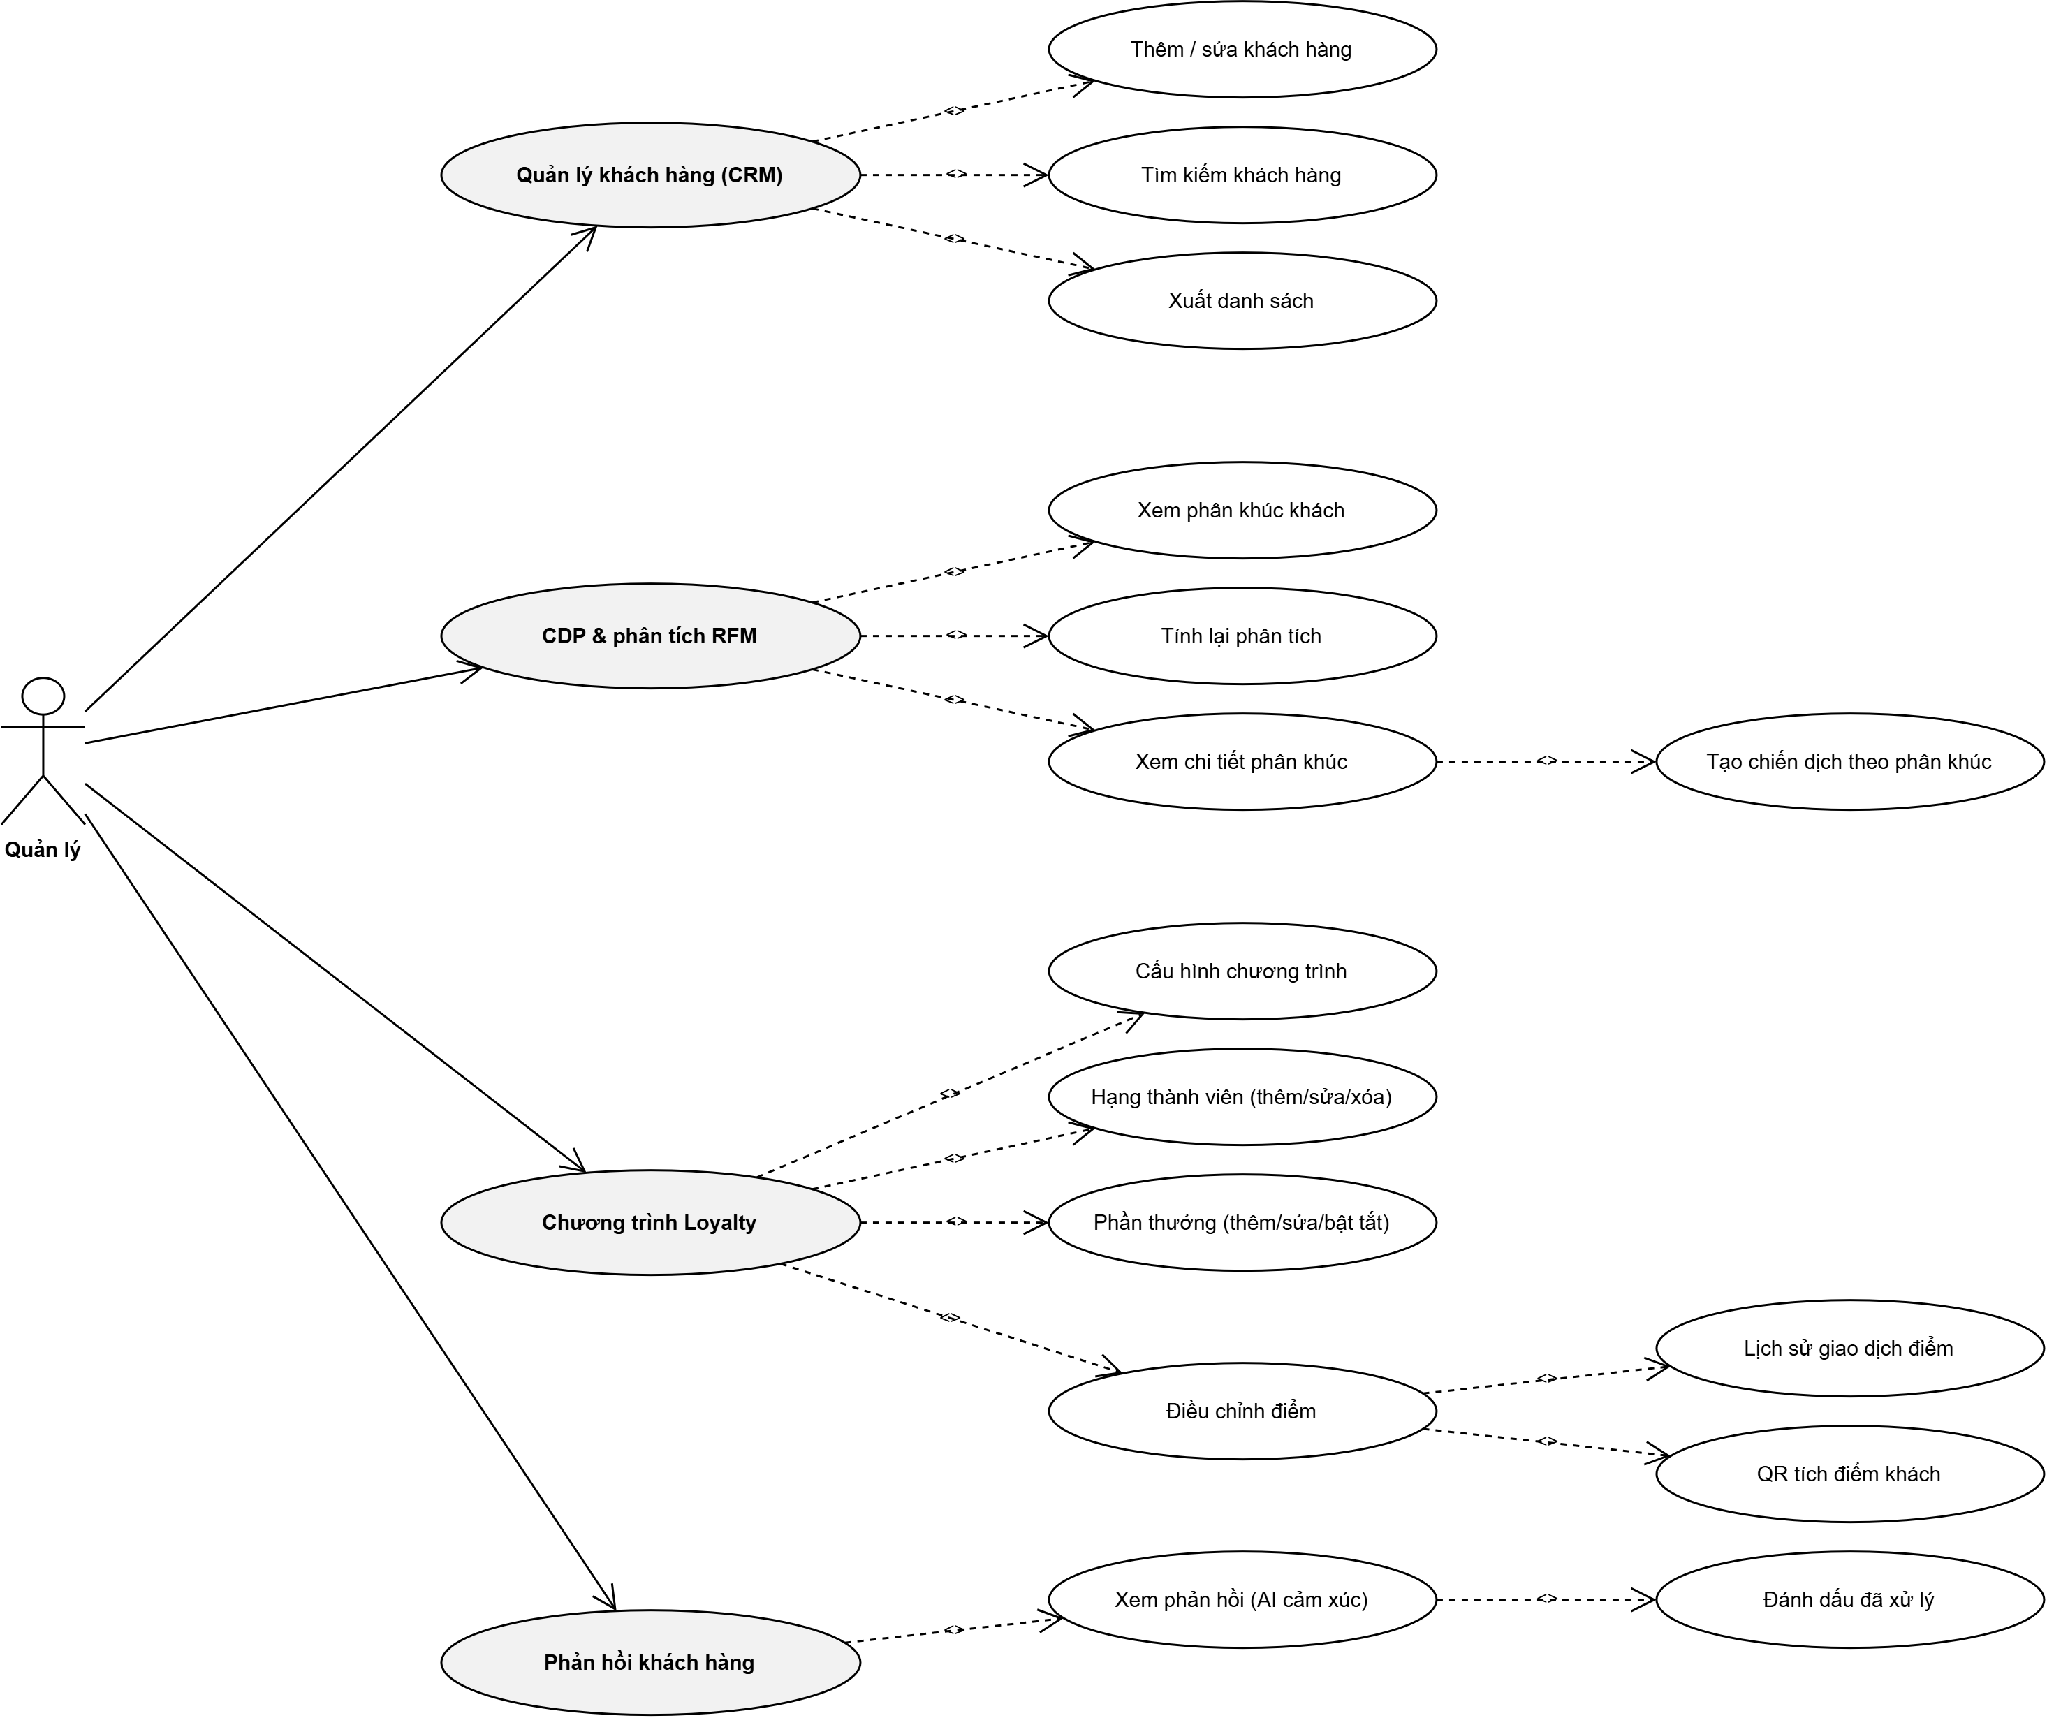 Thêm / sửa khách hàng
<>
Quản lý khách hàng (CRM)
<>
Tìm kiếm khách hàng
<>
Xuất danh sách
Xem phân khúc khách
<>
CDP & phân tích RFM
<>
Tính lại phân tích
<>
Xem chi tiết phân khúc
<>
Tạo chiến dịch theo phân khúc
Quản lý
Cấu hình chương trình
<>
Hạng thành viên (thêm/sửa/xóa)
<>
Chương trình Loyalty
<>
Phần thưởng (thêm/sửa/bật tắt)
<>
Lịch sử giao dịch điểm
<>
Điều chỉnh điểm
<>
QR tích điểm khách
Xem phản hồi (AI cảm xúc)
<>
Đánh dấu đã xử lý
<>
Phản hồi khách hàng